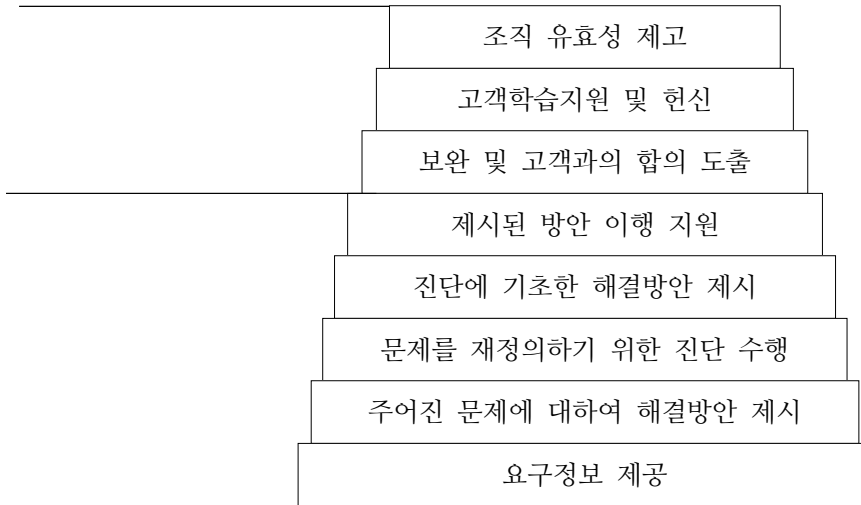 조직 유효성 제고
고객학습지원 및 헌신
보완 및 고객과의 합의 도출
제시된 방안 이행 지원
진단에 기초한 해결방안 제시
문제를 재정의하기 위한 진단 수행
주어진 문제에 대하여 해결방안 제시
요구정보 제공